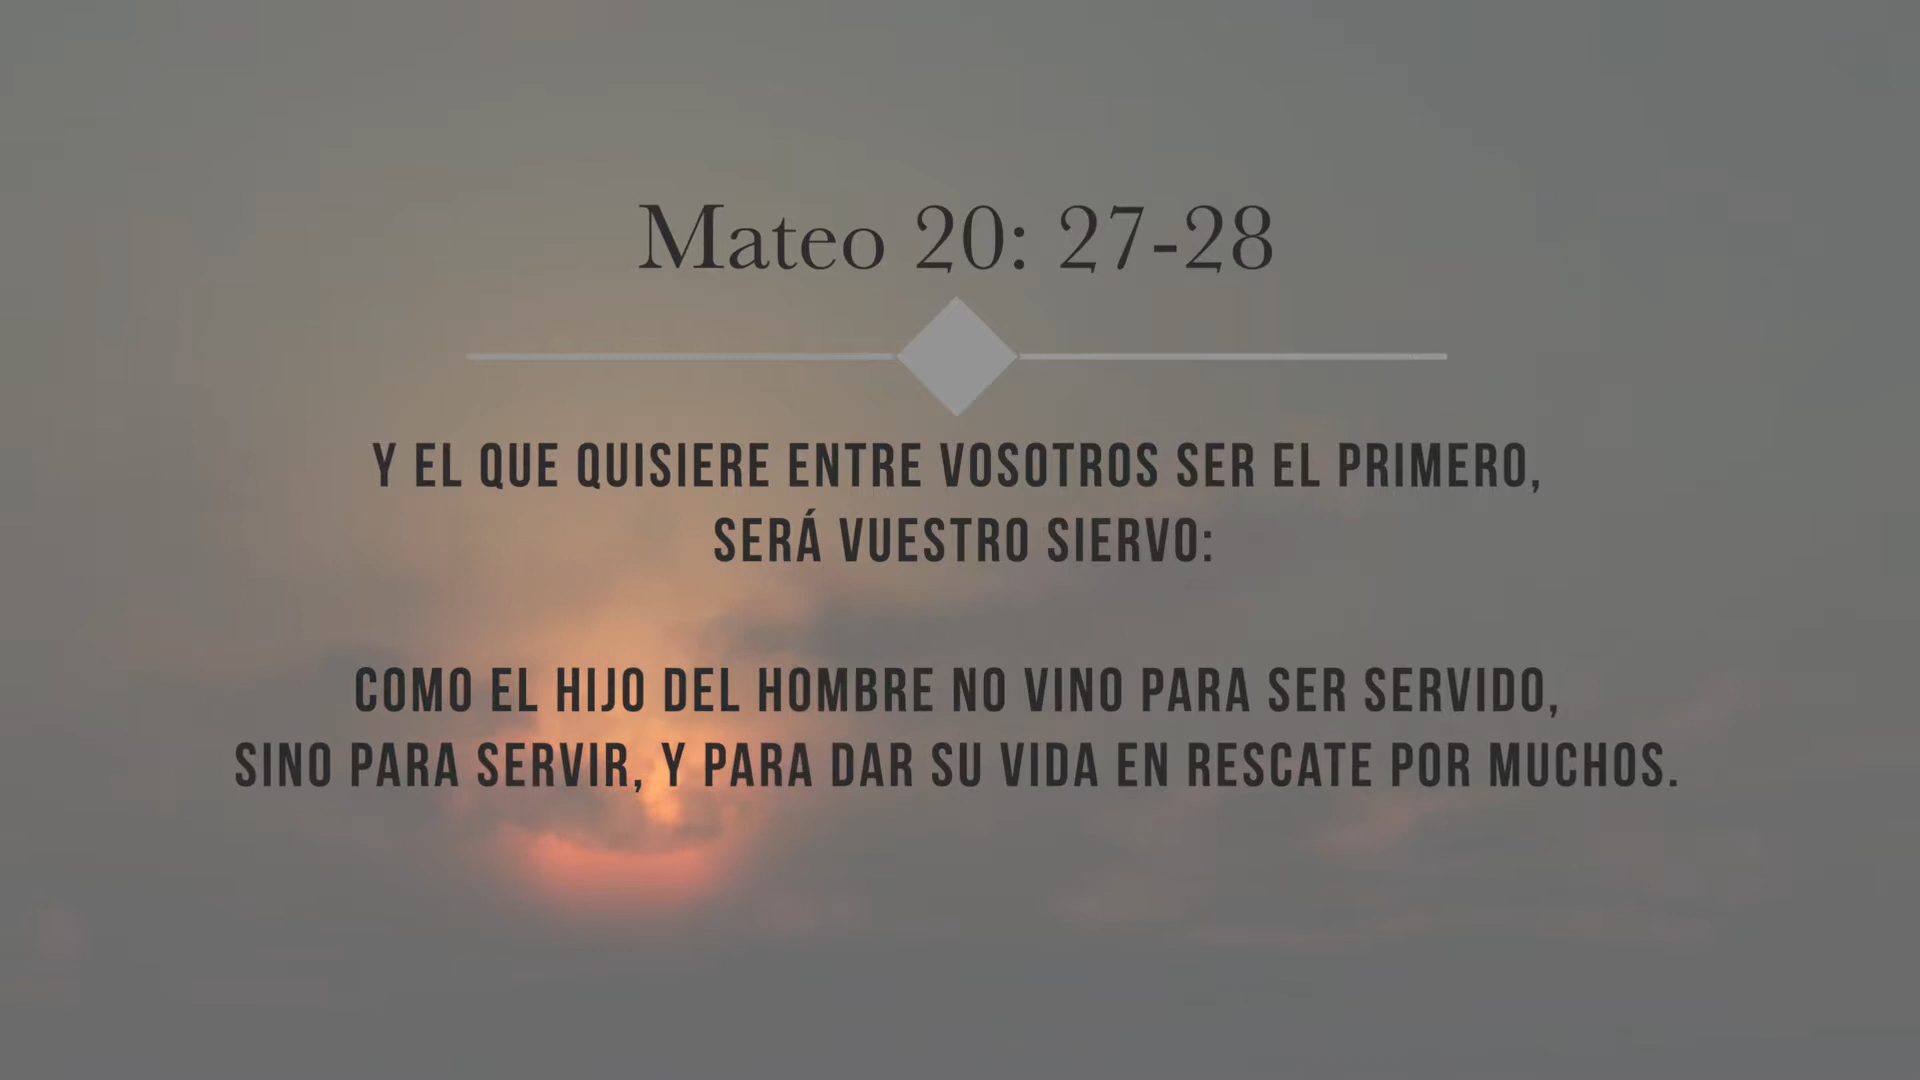 Mateo 20: 27-28
Y EL QUE QUISIERE ENTRE VOSOTROS SER EL PRIMERO,
SERÁ VUESTRO SIERVO:
COMO EL HIJO DEL HOMBRE NO VINO PARA SER SERVIDO,
SINO PARA SERVIR, Y PARA DAR SU VIDA EN RESCATE POR MUCHOS.